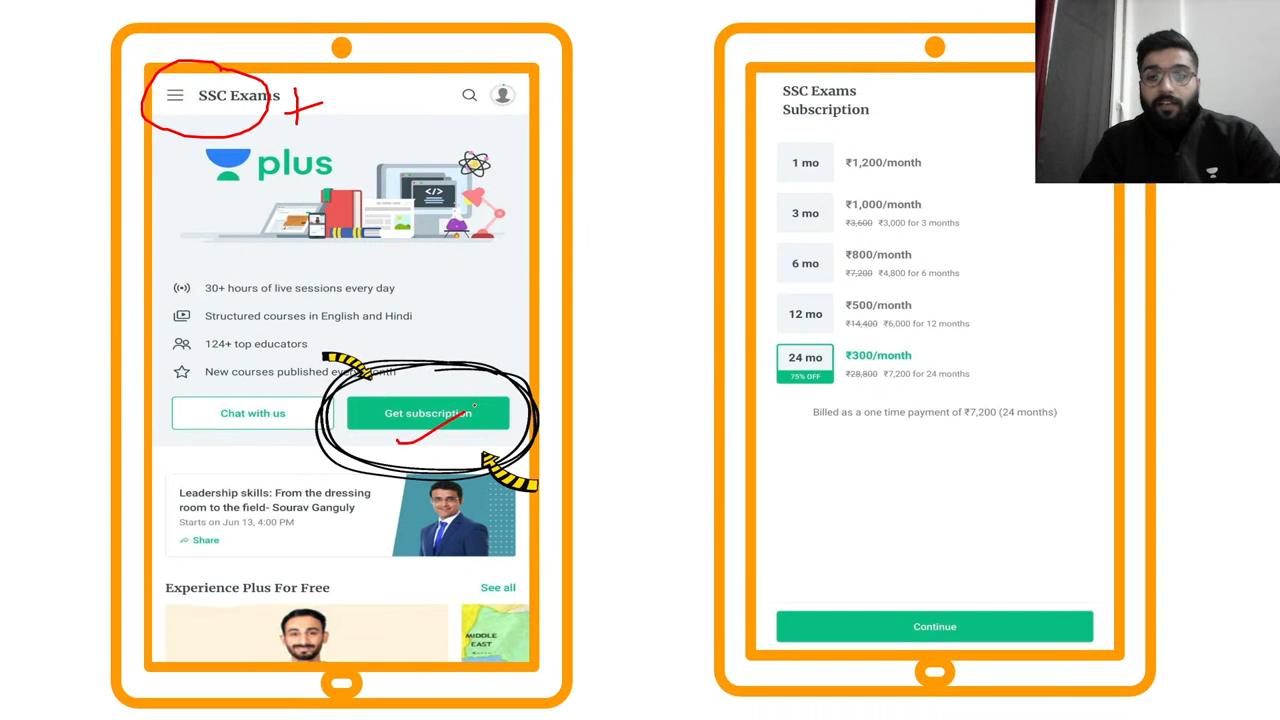 SSC Exams
+
plus
</>
30+ hours of live sessions every day
Structured courses in English and Hindi
124+ top educators
New courses published every month
Chat with us
Get subscription
Leadership skills: From the dressing
room to the field- Sourav Ganguly
Starts on Jun 13, 4:00 PM
Share
Experience Plus For Free
See all
MIDDLE
EAST
SSC Exams
Subscription
1 mo
₹1,200/month
3 mo
₹1,000/month
₹3,600 ₹3,000 for 3 months
6 mo
₹800/month
₹7,200 ₹4,800 for 6 months
12 mo
₹500/month
₹14,400 ₹6,000 for 12 months
24 mo
75% OFF
₹300/month
₹28,800 ₹7,200 for 24 months
Billed as a one time payment of ₹7,200 (24 months)
Continue